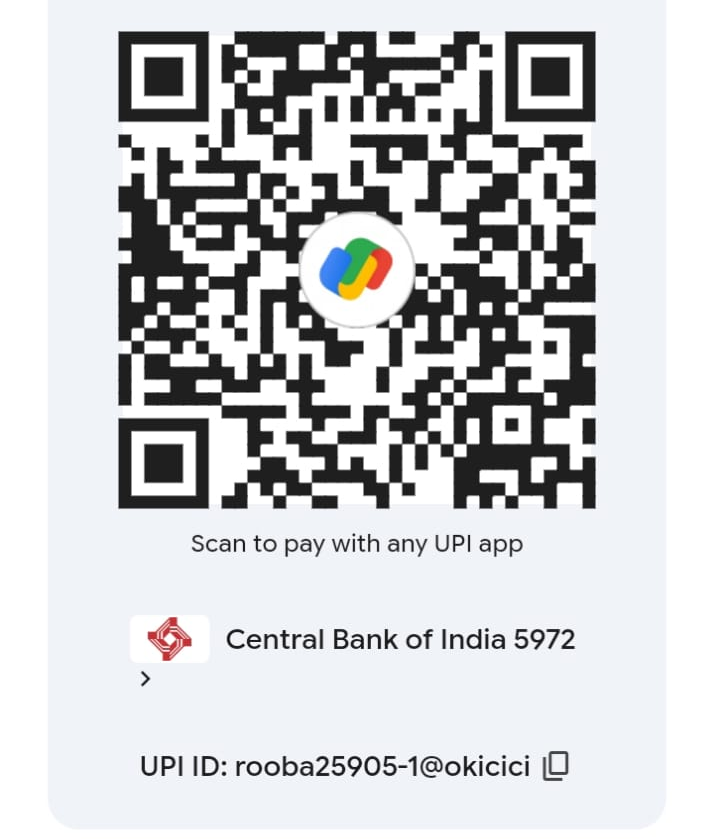 Scan to pay with any UPI app
Central Bank of India 5972
UPI ID: rooba25905-1@okicici